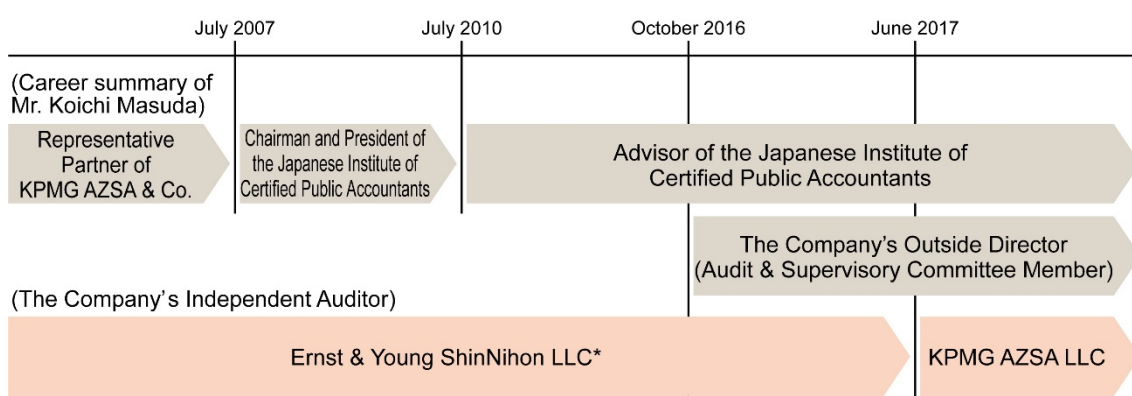 July 2007
July 2010
October 2016
June 2017
(Career summary of
Mr. Koichi Masuda)
Representative
Partner of
KPMG AZSA & Co.
Chairman and President of
the Japanese Institute of
Certified Public Accountants
Advisor of the Japanese Institute of
Certified Public Accountants
The Company's Outside Director
(Audit & Supervisory Committee Member)
(The Company's Independent Auditor)
Ernst & Young ShinNihon LLC*
KPMG AZSA LLC